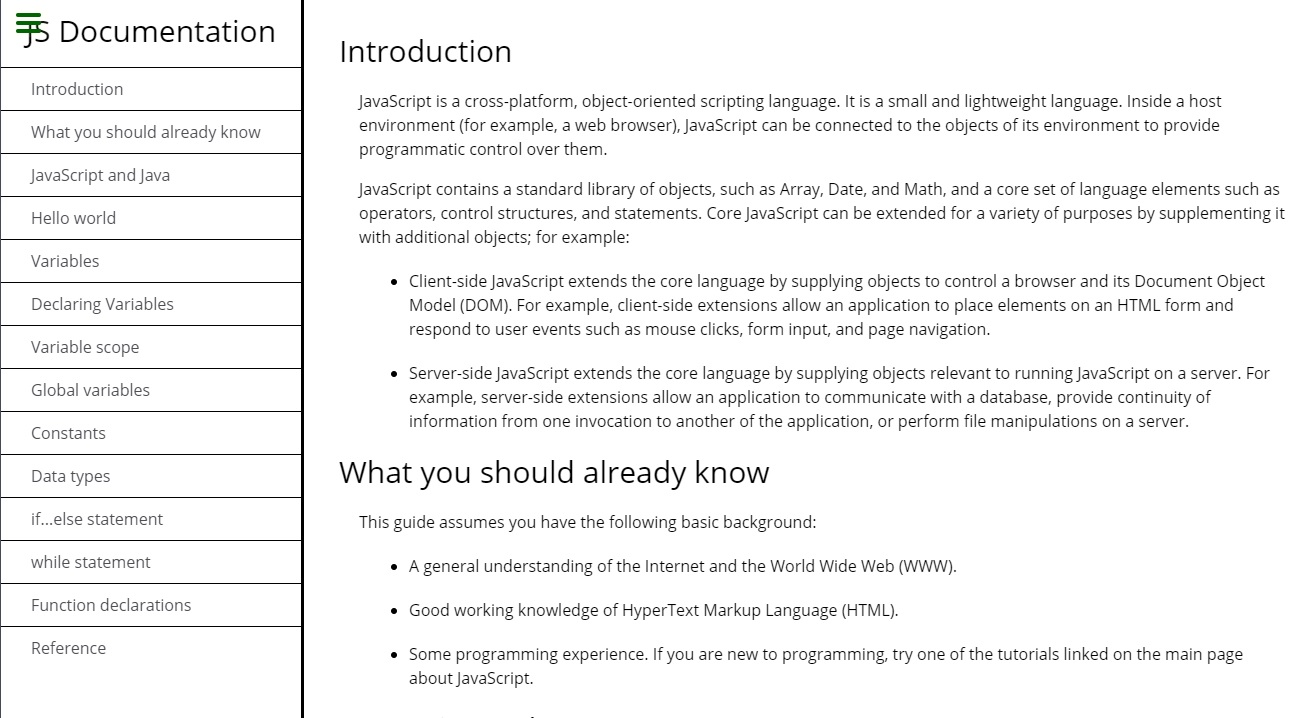 JS Documentation
Introduction
What you should already know
JavaScript and Java
Hello world
Variables
Declaring Variables
Variable scope
Global variables
Constants
Data types
if...else statement
while statement
Function declarations
Reference
Introduction
JavaScript is a cross-platform, object-oriented scripting language. It is a small and lightweight language. Inside a host
environment (for example, a web browser), JavaScript can be connected to the objects of its environment to provide
programmatic control over them.
JavaScript contains a standard library of objects, such as Array, Date, and Math, and a core set of language elements such as
operators, control structures, and statements. Core JavaScript can be extended for a variety of purposes by supplementing it
with additional objects; for example:
Client-side JavaScript extends the core language by supplying objects to control a browser and its Document Object
Model (DOM). For example, client-side extensions allow an application to place elements on an HTML form and
respond to user events such as mouse clicks, form input, and page navigation.
Server-side JavaScript extends the core language by supplying objects relevant to running JavaScript on a server. For
example, server-side extensions allow an application to communicate with a database, provide continuity of
information from one invocation to another of the application, or perform file manipulations on a server.
What you should already know
This guide assumes you have the following basic background:
A general understanding of the Internet and the World Wide Web (WWW).
Good working knowledge of HyperText Markup Language (HTML).
Some programming experience. If you are new to programming, try one of the tutorials linked on the main page
about JavaScript.